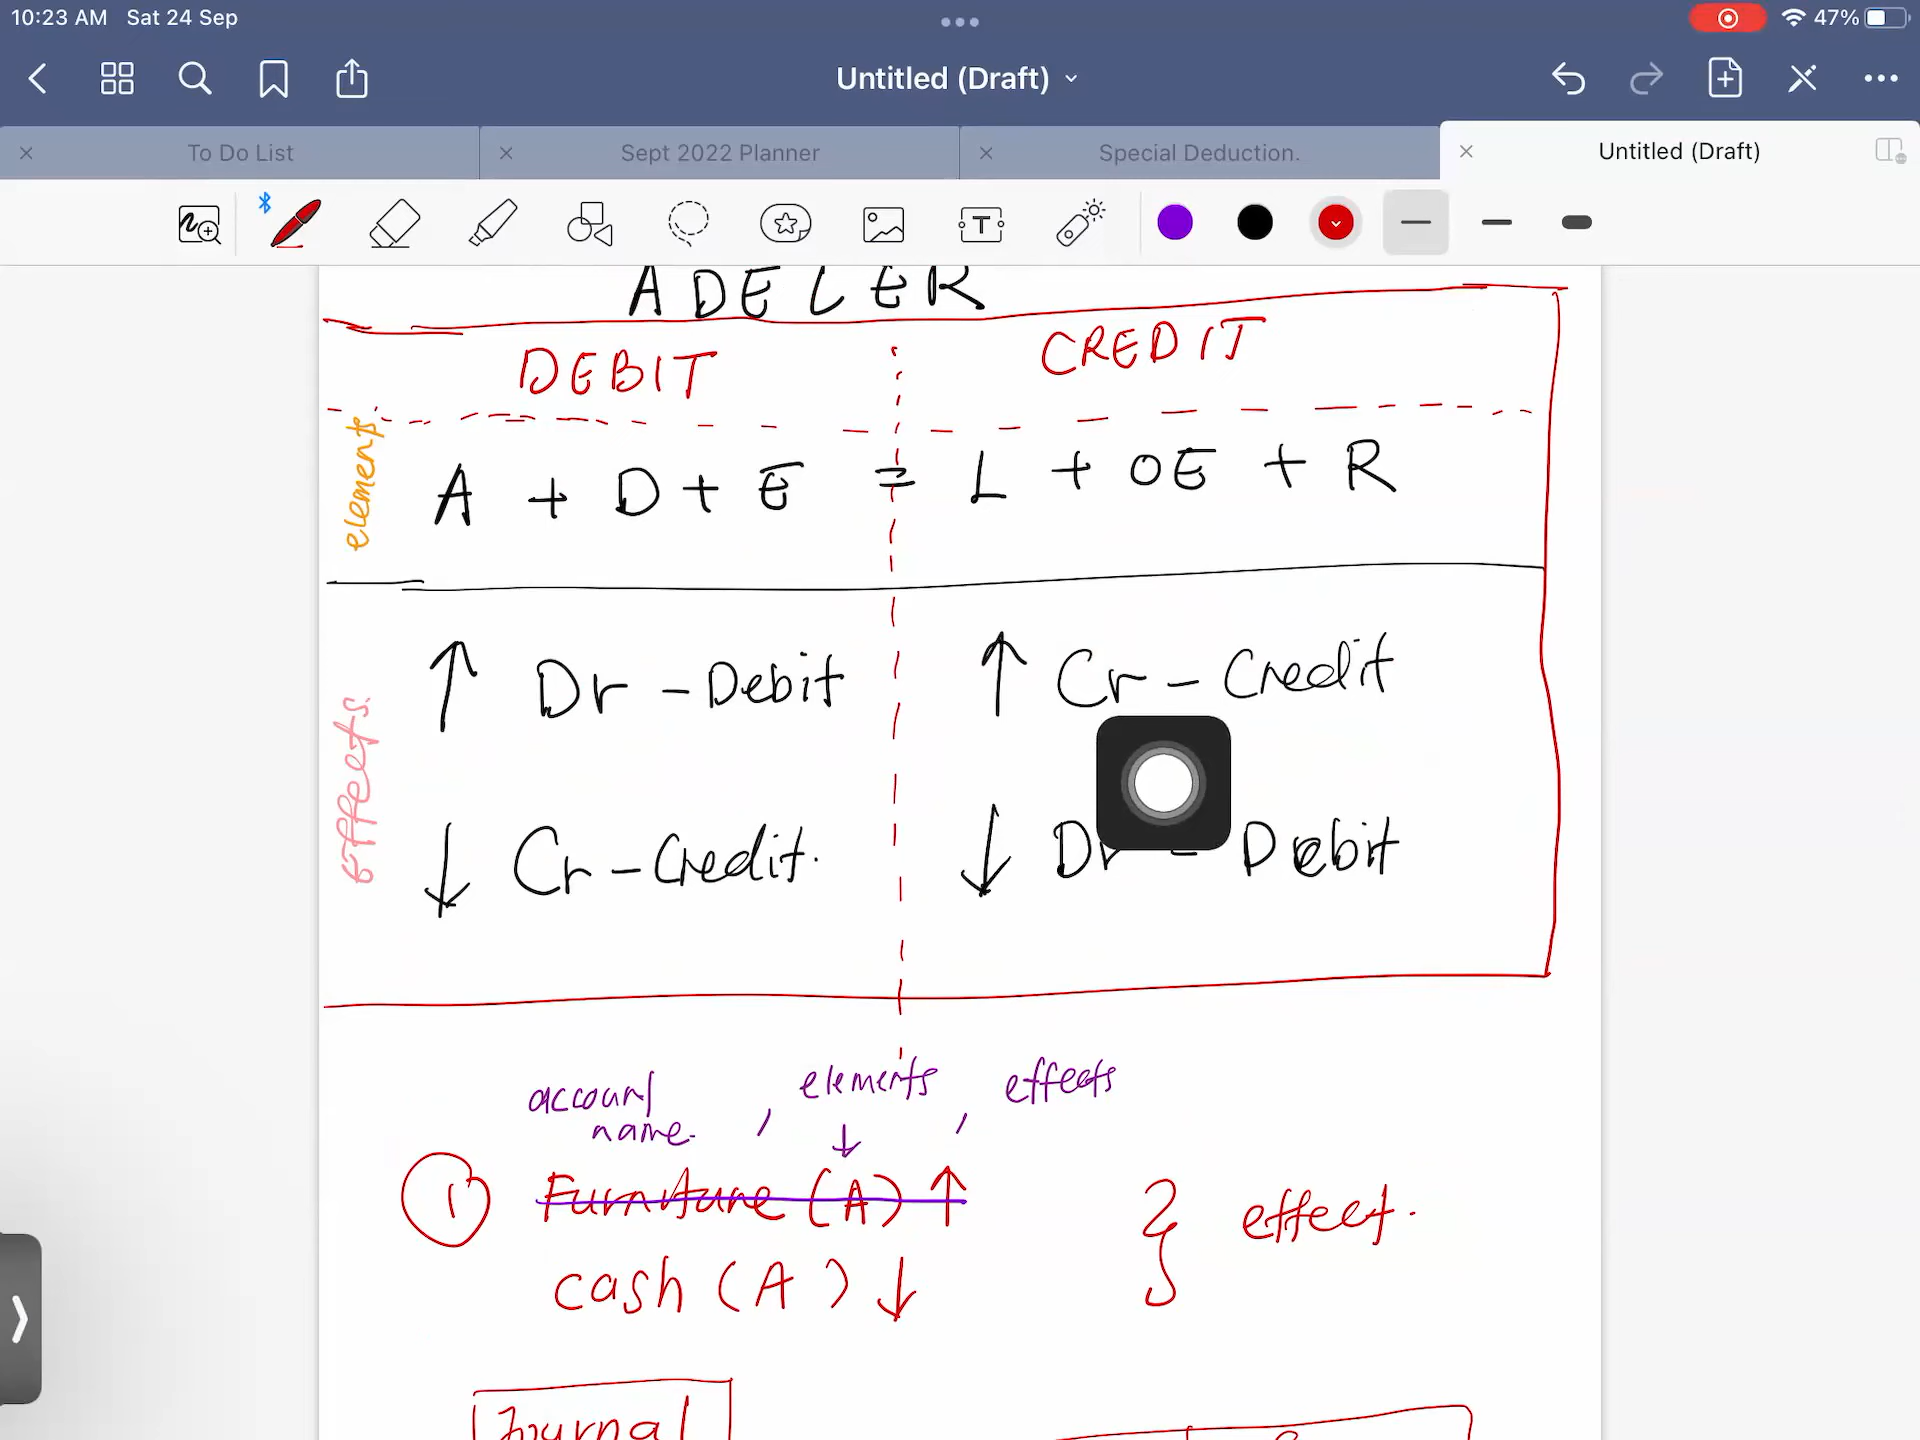 10:23 AM Sat 24 Sep
47%
Untitled (Draft)
To Do List
Sept 2022 Planner
Special Deduction.
Untitled (Draft)
T
ADELER
DEBIT CREDIT
elements
A + D + E = L + OE + R
effects.
↑ Dr - Debit ↑ Cr - Credit
↓ Cr - Credit. ↓ Dr - Debit
account name. , elements , effects
↓
1 Furniture (A) ↑
cash (A) ↓
} effect.
Journal